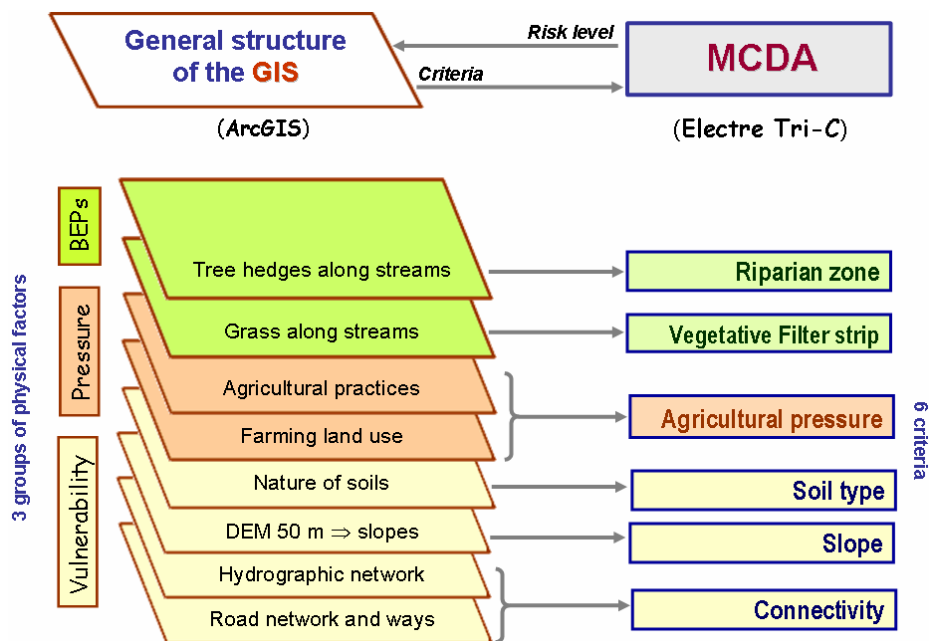 General structure
of the GIS
Risk level
Criteria
MCDA
(ArcGIS)
(Electre Tri-C)
3 groups of physical factors
BEPs
Pressure
Vulnerability
Tree hedges along streams
Grass along streams
Agricultural practices
Farming land use
Nature of soils
DEM 50 m ⇒ slopes
Hydrographic network
Road network and ways
Riparian zone
Vegetative Filter strip
Agricultural pressure
Soil type
Slope
Connectivity
6 criteria